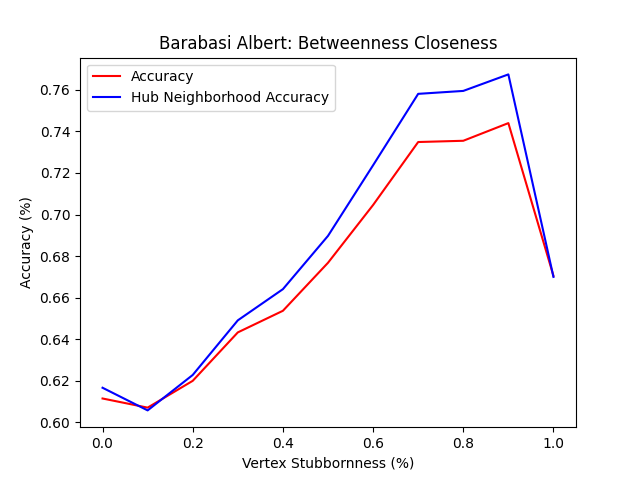 Barabasi Albert: Betweenness Closeness
Accuracy
Hub Neighborhood Accuracy
Accuracy (%)
0.76
0.74
0.72
0.70
0.68
0.66
0.64
0.62
0.60
0.0 0.2 0.4 0.6 0.8 1.0
Vertex Stubbornness (%)